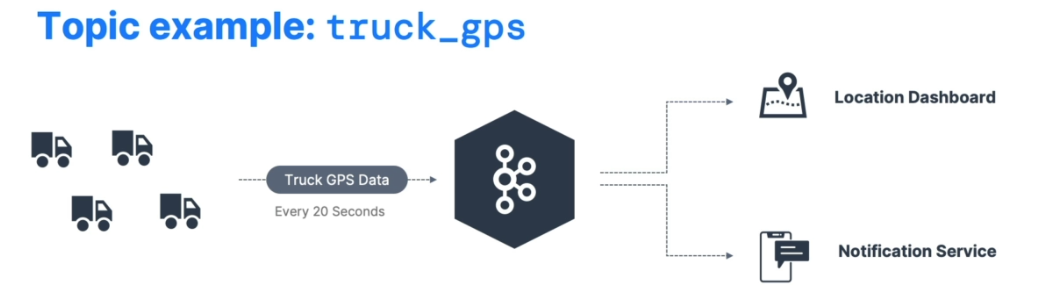 Topic example: truck_gps
Truck GPS Data
Every 20 Seconds
Location Dashboard
Notification Service